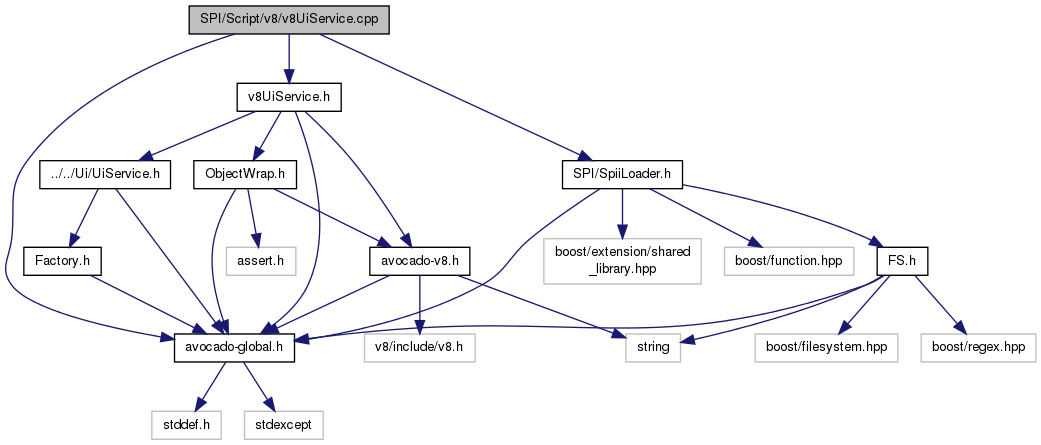 SPI/Script/v8/v8UiService.cpp
v8UiService.h
../../Ui/UiService.h
ObjectWrap.h
SPI/SpiiLoader.h
Factory.h
assert.h
avocado-v8.h
boost/extension/shared
_library.hpp
boost/function.hpp
FS.h
avocado-global.h
v8/include/v8.h
string
boost/filesystem.hpp
boost/regex.hpp
stddef.h
stdexcept